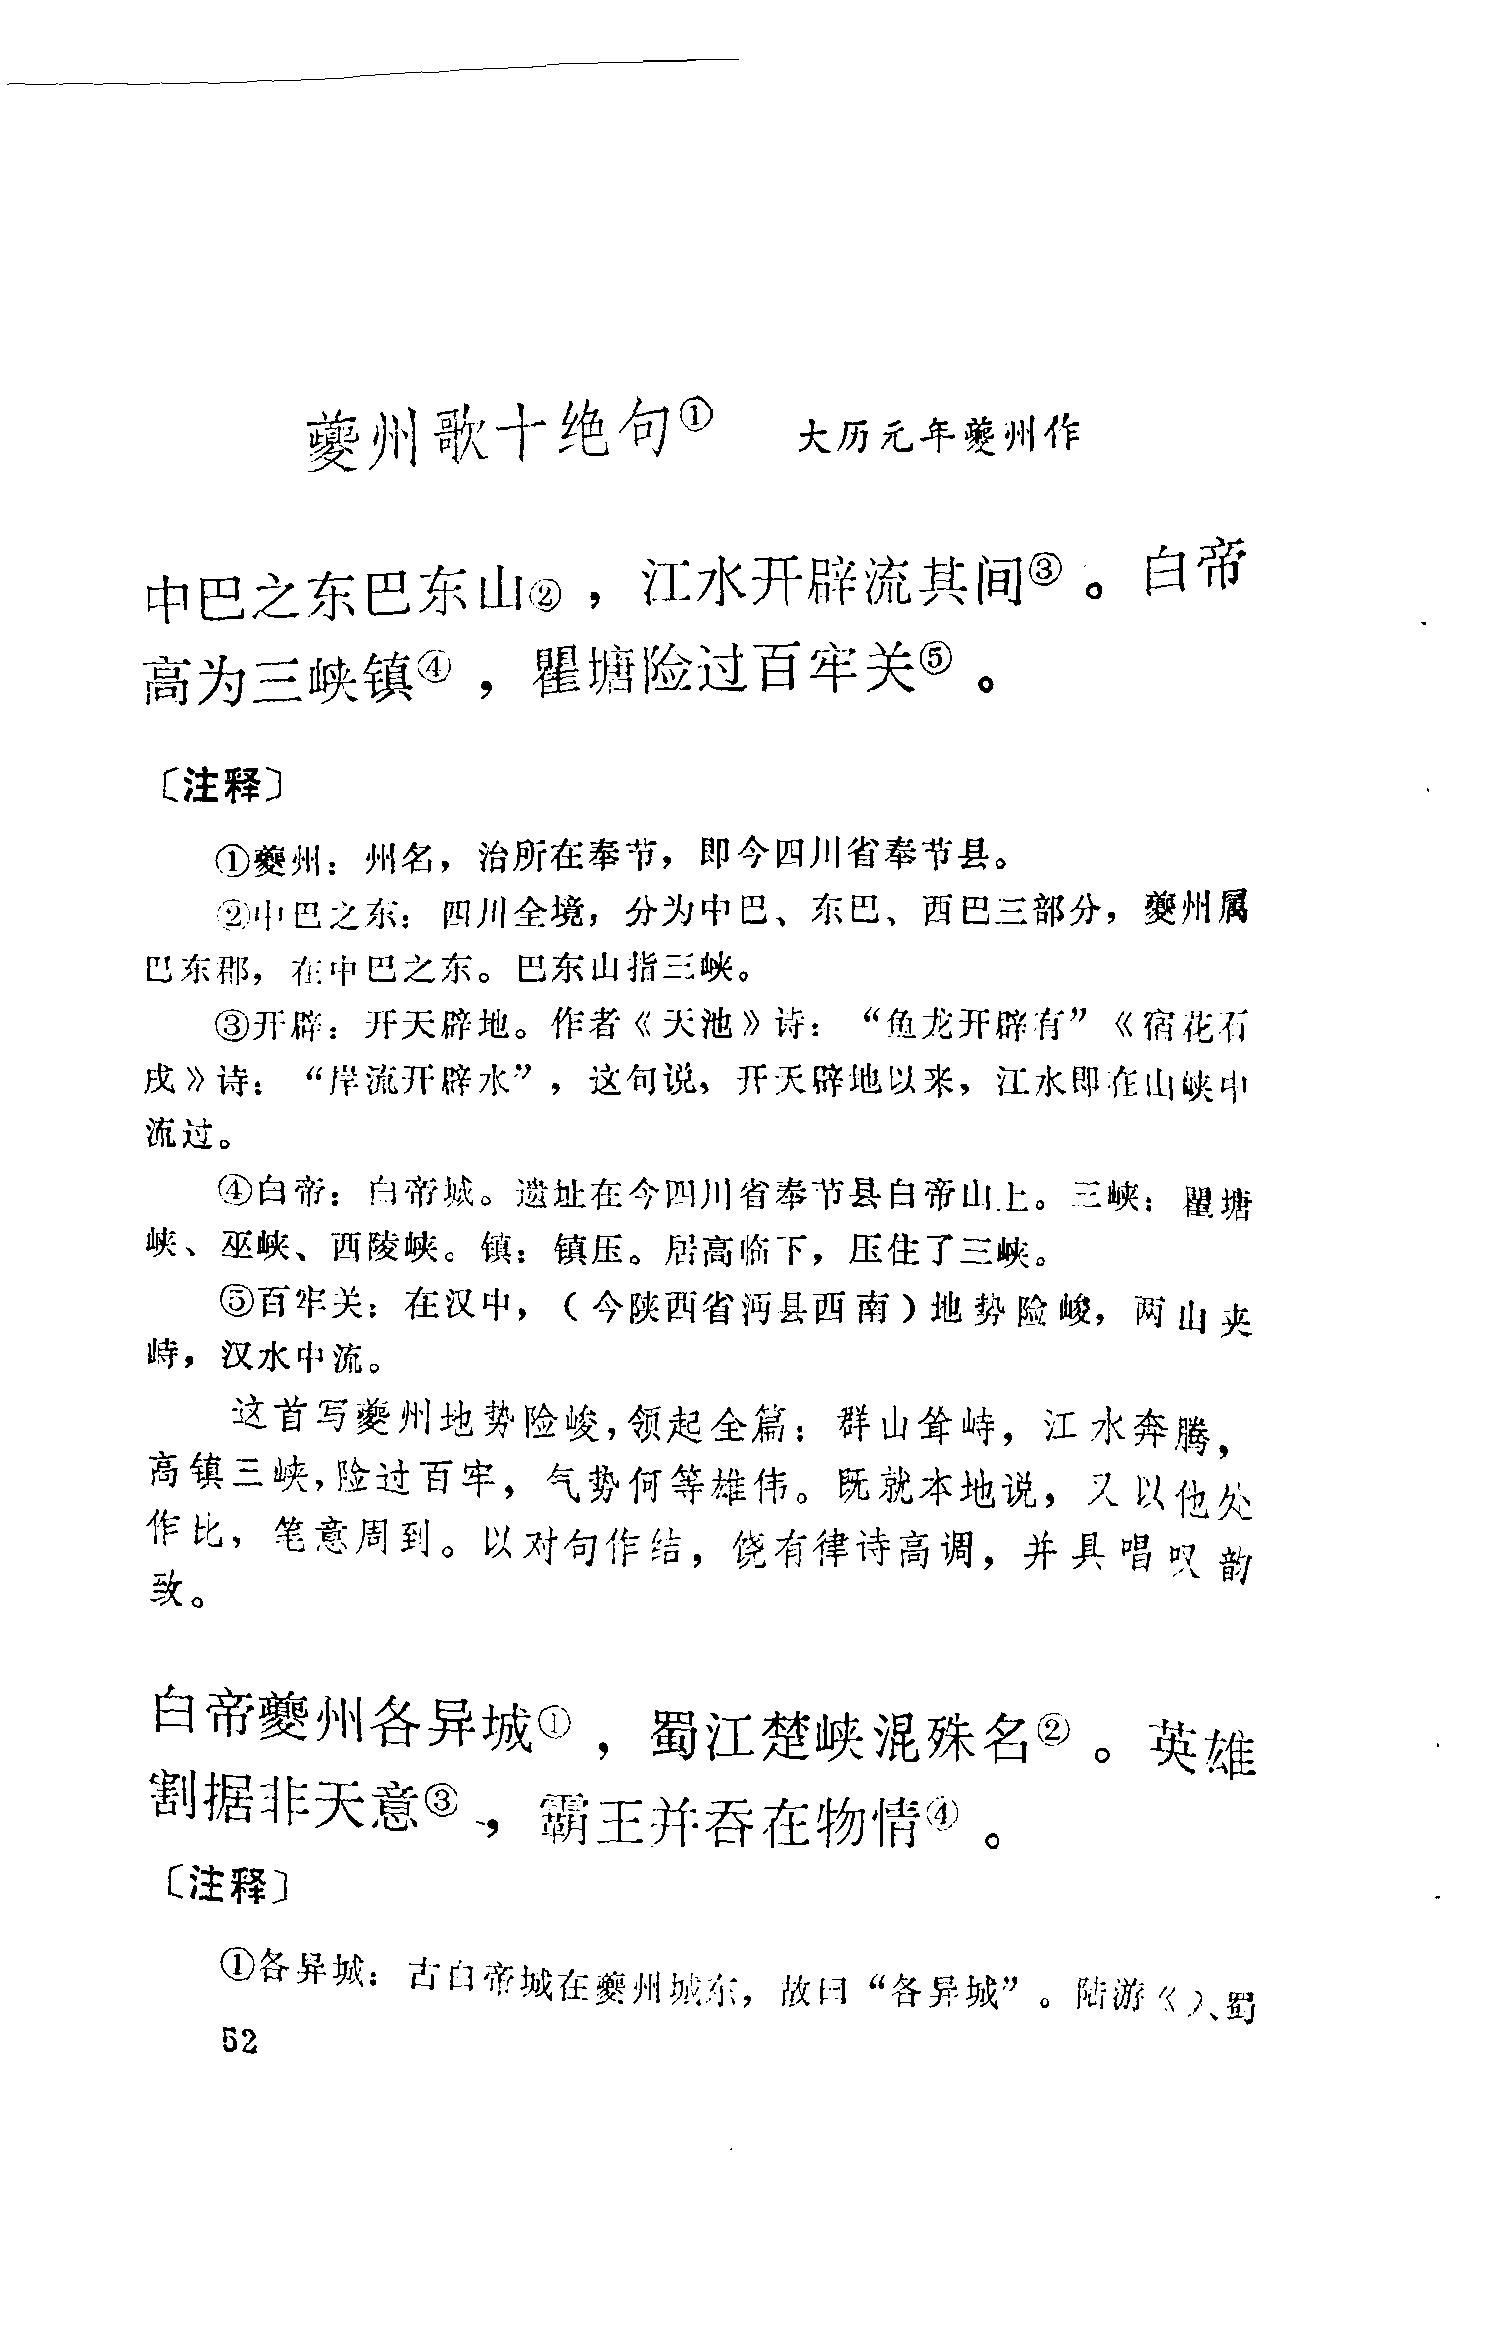 夔州歌十绝句①　大历元年夔州作
中巴之东巴东山②，江水开辟流其间③。白帝
高为三峡镇④，瞿塘险过百牢关⑤。
〔注释〕
①夔州：州名，治所在奉节，即今四川省奉节县。
②中巴之东：四川全境，分为中巴、东巴、西巴三部分，夔州属
巴东郡，在中巴之东。巴东山指三峡。
③开辟：开天辟地。作者《天池》诗：“鱼龙开辟有”《宿花石
戍》诗：“岸流开辟水”，这句说，开天辟地以来，江水即在山峡中
流过。
④白帝：白帝城。遗址在今四川省奉节县白帝山上。三峡：瞿塘
峡、巫峡、西陵峡。镇：镇压。居高临下，压住了三峡。
⑤百牢关：在汉中，（今陕西省沔县西南）地势险峻，两山夹
峙，汉水中流。
这首写夔州地势险峻，领起全篇：群山耸峙，江水奔腾，
高镇三峡，险过百牢，气势何等雄伟。既就本地说，又以他处
作比，笔意周到。以对句作结，饶有律诗高调，并具唱叹韵
致。
白帝夔州各异城①，蜀江楚峡混殊名②。英雄
割据非天意③，霸王并吞在物情④。
〔注释〕
①各异城：古白帝城在夔州城东，故曰“各异城”。陆游《入蜀
52